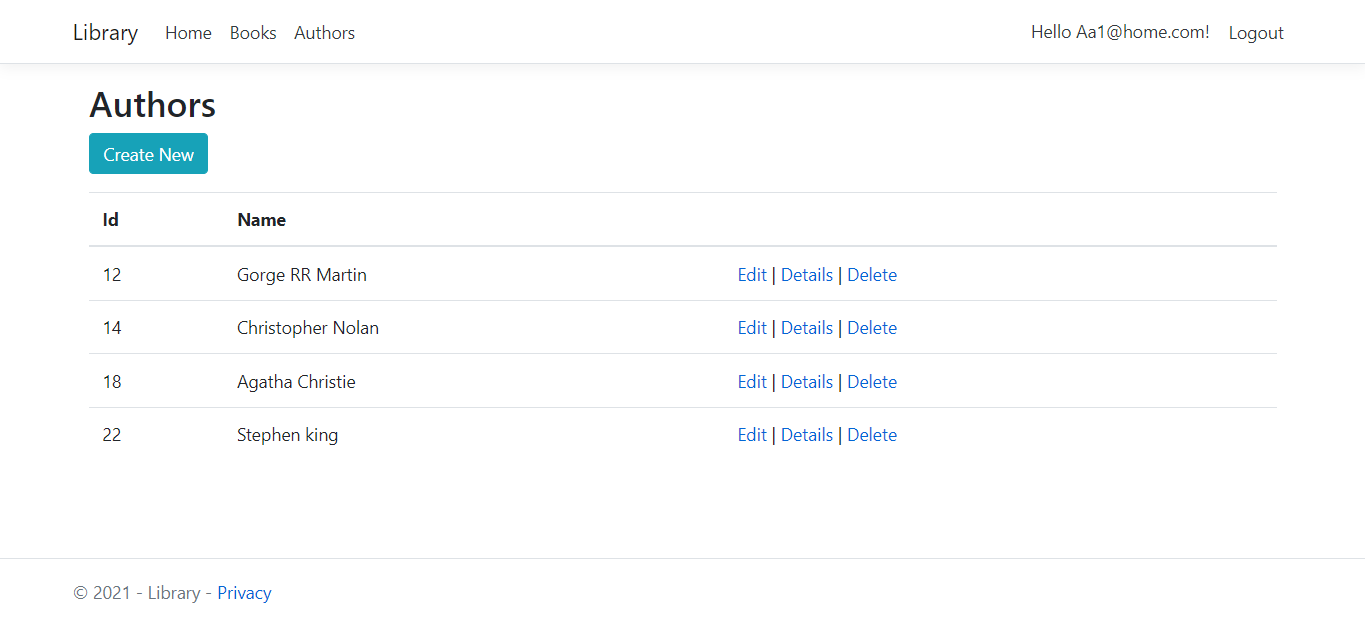 Library Home Books Authors Hello Aa1@home.com! Logout
Authors
Create New
Id Name
12 Gorge RR Martin Edit | Details | Delete
14 Christopher Nolan Edit | Details | Delete
18 Agatha Christie Edit | Details | Delete
22 Stephen king Edit | Details | Delete
© 2021 - Library - Privacy